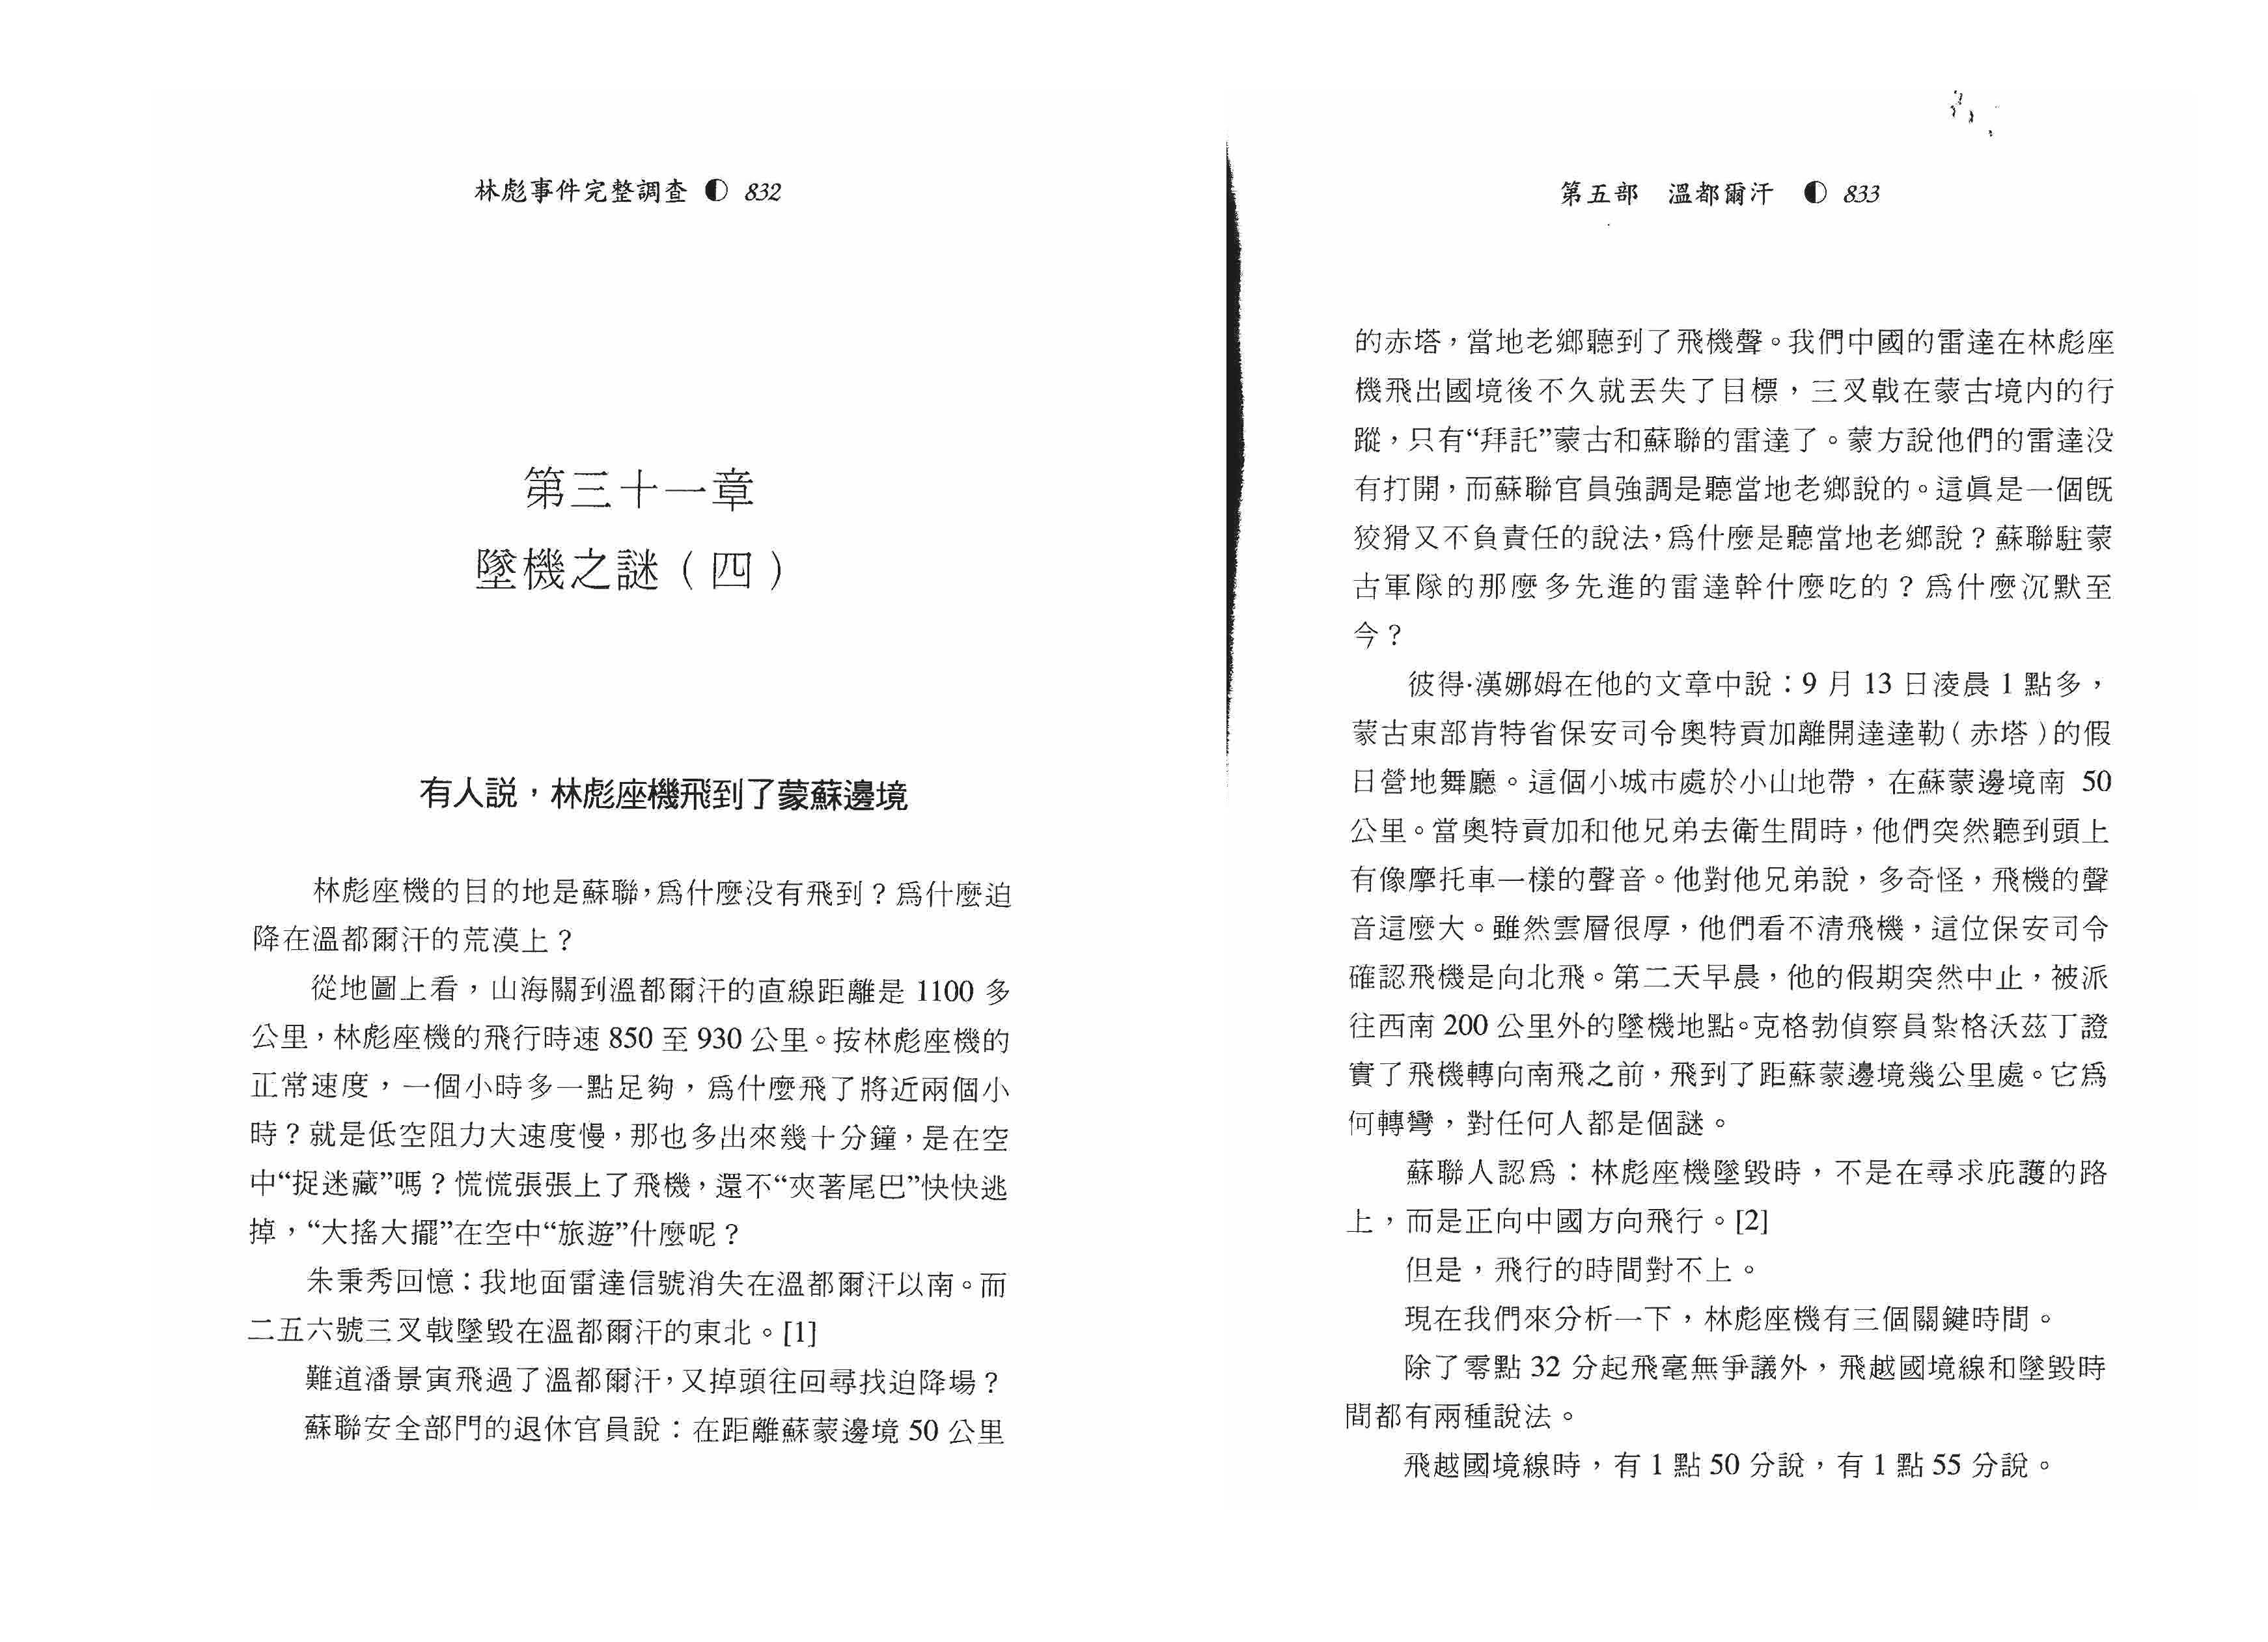 林彪事件完整調查 ◐ 832
第三十一章
墜機之謎(四)
有人説,林彪座機飛到了蒙蘇邊境
林彪座機的目的地是蘇聯,爲什麼没有飛到?爲什麼迫
降在溫都爾汗的荒漠上?
從地圖上看,山海關到溫都爾汗的直線距離是 1100 多
公里,林彪座機的飛行時速 850 至 930 公里。按林彪座機的
正常速度,一個小時多一點足夠,爲什麼飛了將近兩個小
時?就是低空阻力大速度慢,那也多出來幾十分鐘,是在空
中“捉迷藏”嗎?慌慌張張上了飛機,還不“夾著尾巴”快快逃
掉,“大搖大擺”在空中“旅遊”什麼呢?
朱秉秀回憶:我地面雷達信號消失在溫都爾汗以南。而
二五六號三叉戟墜毀在溫都爾汗的東北。[1]
難道潘景寅飛過了溫都爾汗,又掉頭往回尋找迫降場?
蘇聯安全部門的退休官員說:在距離蘇蒙邊境 50 公里
第五部 溫都爾汗 ◐ 833
的赤塔,當地老鄉聽到了飛機聲。我們中國的雷達在林彪座
機飛出國境後不久就丟失了目標,三叉戟在蒙古境内的行
蹤,只有“拜託”蒙古和蘇聯的雷達了。蒙方說他們的雷達没
有打開,而蘇聯官員強調是聽當地老鄉說的。這眞是一個旣
狡猾又不負責任的說法,爲什麼是聽當地老鄉說?蘇聯駐蒙
古軍隊的那麼多先進的雷達幹什麼吃的?爲什麼沉默至
今?
彼得·漢娜姆在他的文章中說:9 月 13 日淩晨 1 點多,
蒙古東部肯特省保安司令奧特貢加離開達達勒(赤塔)的假
日營地舞廳。這個小城市處於小山地帶,在蘇蒙邊境南 50
公里。當奧特貢加和他兄弟去衛生間時,他們突然聽到頭上
有像摩托車一樣的聲音。他對他兄弟說,多奇怪,飛機的聲
音這麼大。雖然雲層很厚,他們看不清飛機,這位保安司令
確認飛機是向北飛。第二天早晨,他的假期突然中止,被派
往西南 200 公里外的墜機地點。克格勃偵察員紮格沃茲丁證
實了飛機轉向南飛之前,飛到了距蘇蒙邊境幾公里處。它爲
何轉彎,對任何人都是個謎。
蘇聯人認爲:林彪座機墜毀時,不是在尋求庇護的路
上,而是正向中國方向飛行。[2]
但是,飛行的時間對不上。
現在我們來分析一下,林彪座機有三個關鍵時間。
除了零點 32 分起飛毫無爭議外,飛越國境線和墜毀時
間都有兩種說法。
飛越國境線時,有 1 點 50 分說,有 1 點 55 分說。